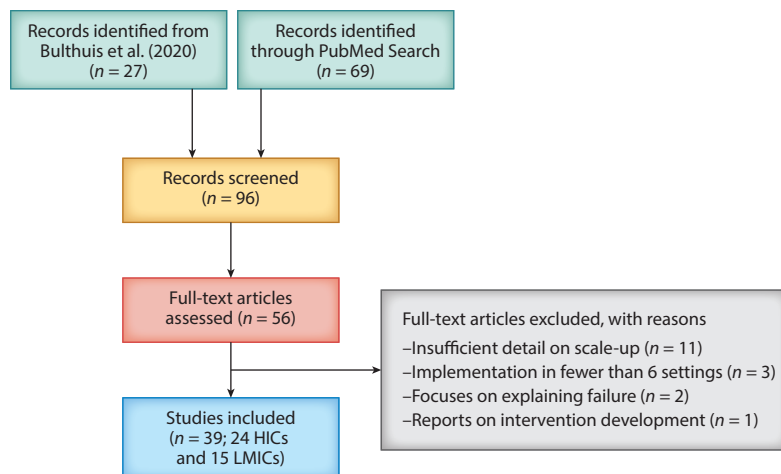 Records identified from
Bulthuis et al. (2020)
(n = 27)
Records identified
through PubMed Search
(n = 69)
Records screened
(n = 96)
Full-text articles
assessed (n = 56)
Full-text articles excluded, with reasons
–Insufficient detail on scale-up (n = 11)
–Implementation in fewer than 6 settings (n = 3)
–Focuses on explaining failure (n = 2)
–Reports on intervention development (n = 1)
Studies included
(n = 39; 24 HICs
and 15 LMICs)